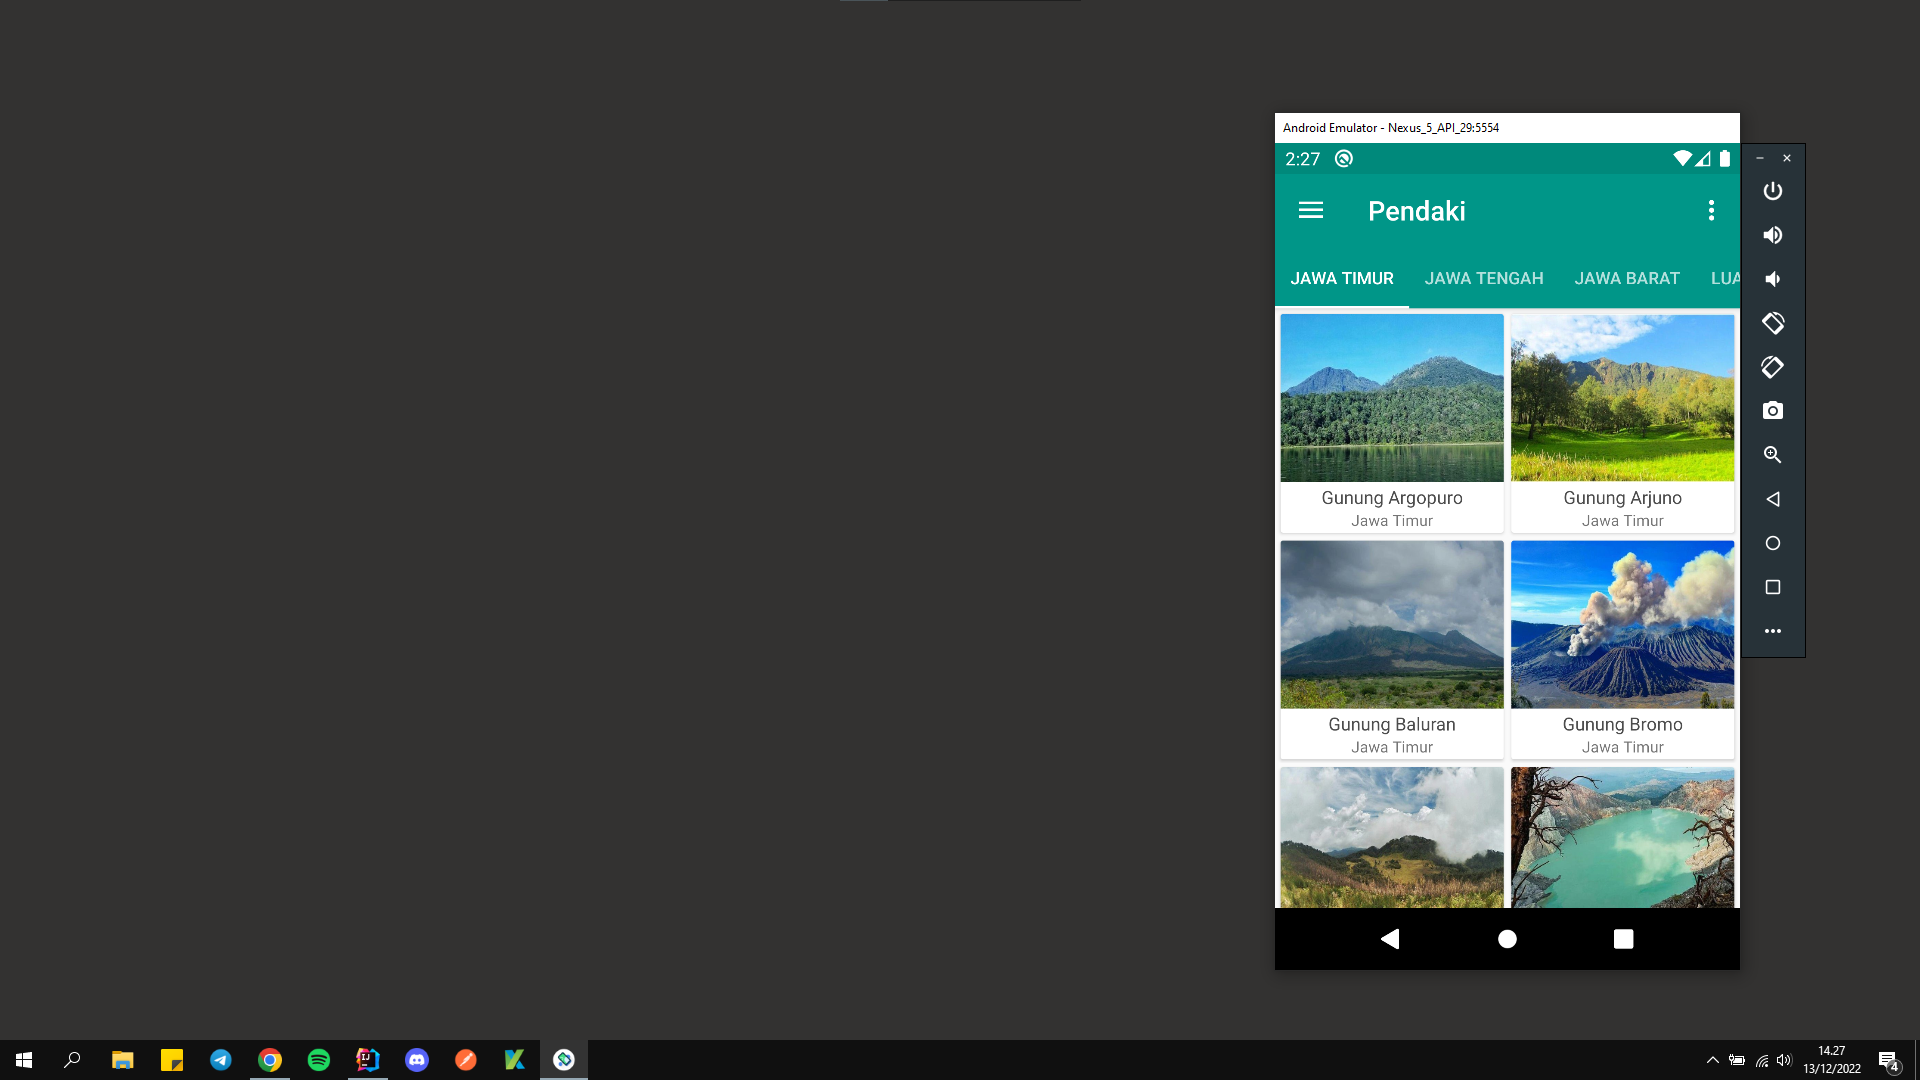 Android Emulator - Nexus_5_API_29:5554
2:27
Pendaki
JAWA TIMUR JAWA TENGAH JAWA BARAT LUA
Gunung Argopuro
Jawa Timur
Gunung Arjuno
Jawa Timur
Gunung Baluran
Jawa Timur
Gunung Bromo
Jawa Timur
IJ
14.27
13/12/2022
4